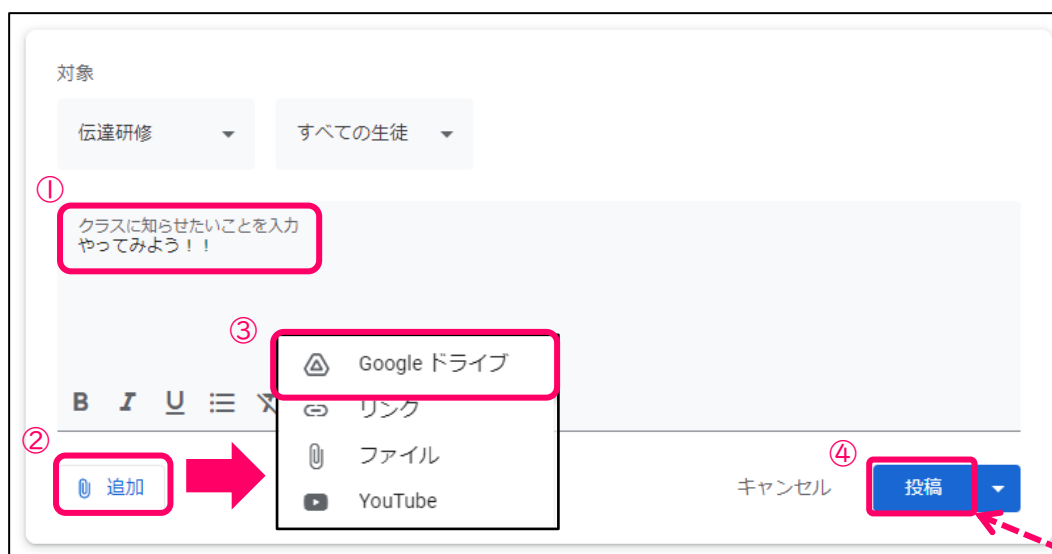 対象
伝達研修
すべての生徒
①
クラスに知らせたいことを入力
やってみよう！！
③
Google ドライブ
B I U
リンク
②
ファイル
④
追加
キャンセル
投稿
YouTube